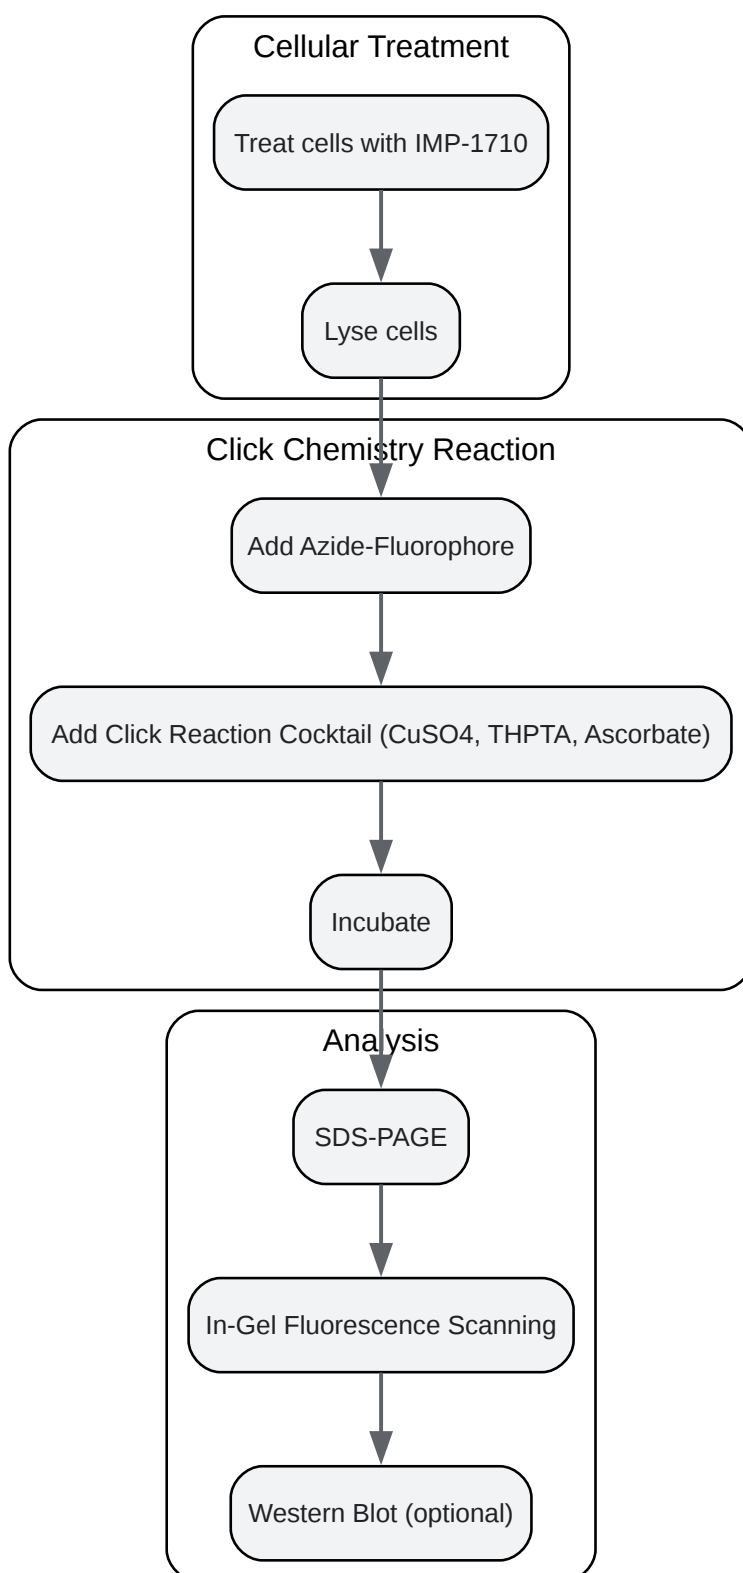 Cellular Treatment
Treat cells with IMP-1710
Lyse cells
Click Chemistry Reaction
Add Azide-Fluorophore
Add Click Reaction Cocktail (CuSO4, THPTA, Ascorbate)
Incubate
Analysis
SDS-PAGE
In-Gel Fluorescence Scanning
Western Blot (optional)